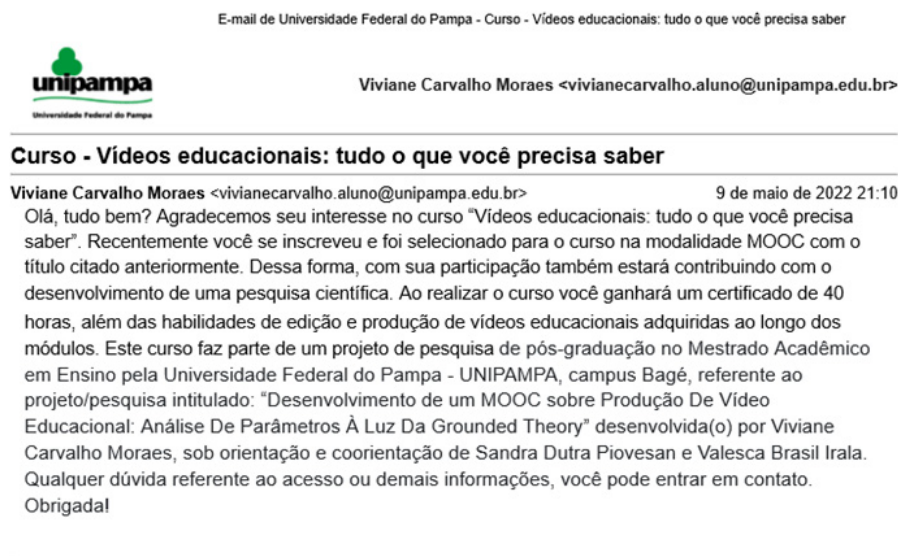 E-mail de Universidade Federal do Pampa - Curso - Vídeos educacionais: tudo o que você precisa saber
unipampa
Universidade Federal do Pampa
Viviane Carvalho Moraes <vivianecarvalho.aluno@unipampa.edu.br>
Curso - Vídeos educacionais: tudo o que você precisa saber
Viviane Carvalho Moraes <vivianecarvalho.aluno@unipampa.edu.br> 9 de maio de 2022 21:10
Olá, tudo bem? Agradecemos seu interesse no curso “Vídeos educacionais: tudo o que você precisa
saber”. Recentemente você se inscreveu e foi selecionado para o curso na modalidade MOOC com o
título citado anteriormente. Dessa forma, com sua participação também estará contribuindo com o
desenvolvimento de uma pesquisa científica. Ao realizar o curso você ganhará um certificado de 40
horas, além das habilidades de edição e produção de vídeos educacionais adquiridas ao longo dos
módulos. Este curso faz parte de um projeto de pesquisa de pós-graduação no Mestrado Acadêmico
em Ensino pela Universidade Federal do Pampa - UNIPAMPA, campus Bagé, referente ao
projeto/pesquisa intitulado: “Desenvolvimento de um MOOC sobre Produção De Vídeo
Educacional: Análise De Parâmetros À Luz Da Grounded Theory” desenvolvida(o) por Viviane
Carvalho Moraes, sob orientação e coorientação de Sandra Dutra Piovesan e Valesca Brasil Irala.
Qualquer dúvida referente ao acesso ou demais informações, você pode entrar em contato.
Obrigada!